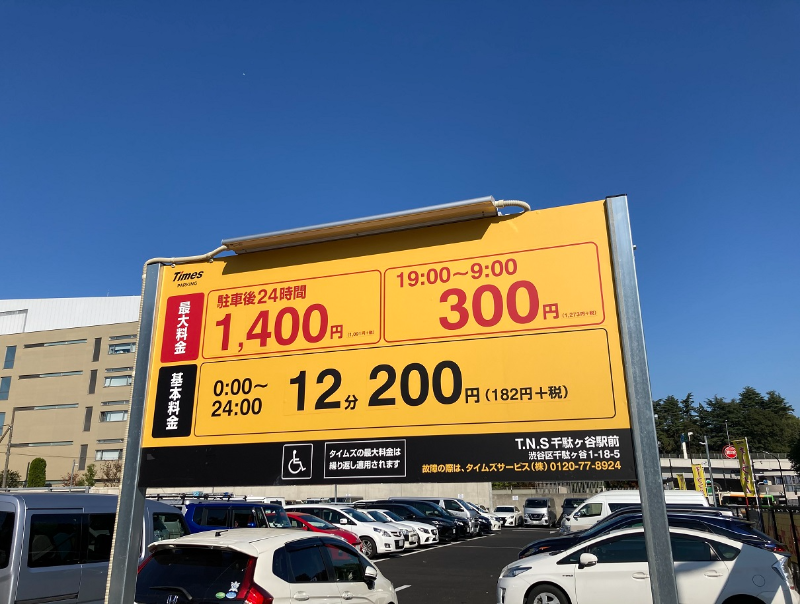 Times
PARKING
最大料金
駐車後24時間
1,400円
19:00～9:00
300円
基本料金
0:00～
24:00
12分 200円 (182円+税)
タイムズの最大料金は
繰り返し適用されます
T.N.S千駄ヶ谷駅前
渋谷区千駄ヶ谷1-18-5
故障の際は、タイムズサービス(株) 0120-77-8924